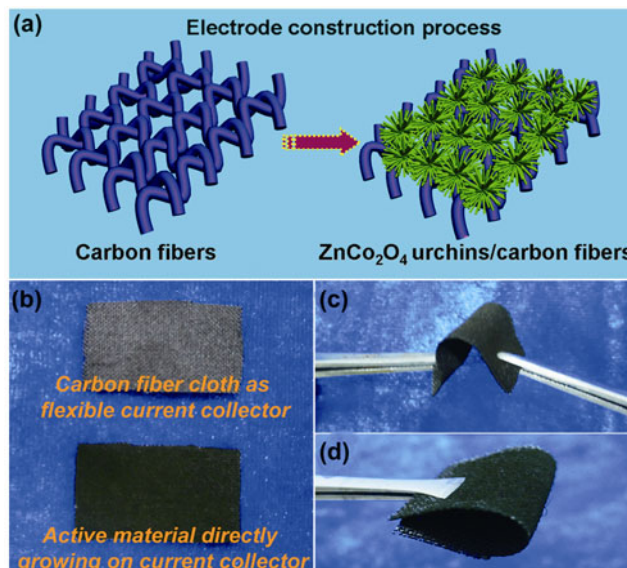 (a)
Electrode construction process
Carbon fibers
ZnCo₂O₄ urchins/carbon fibers
(b)
Carbon fiber cloth as
flexible current collector
Active material directly
growing on current collector
(c)
(d)